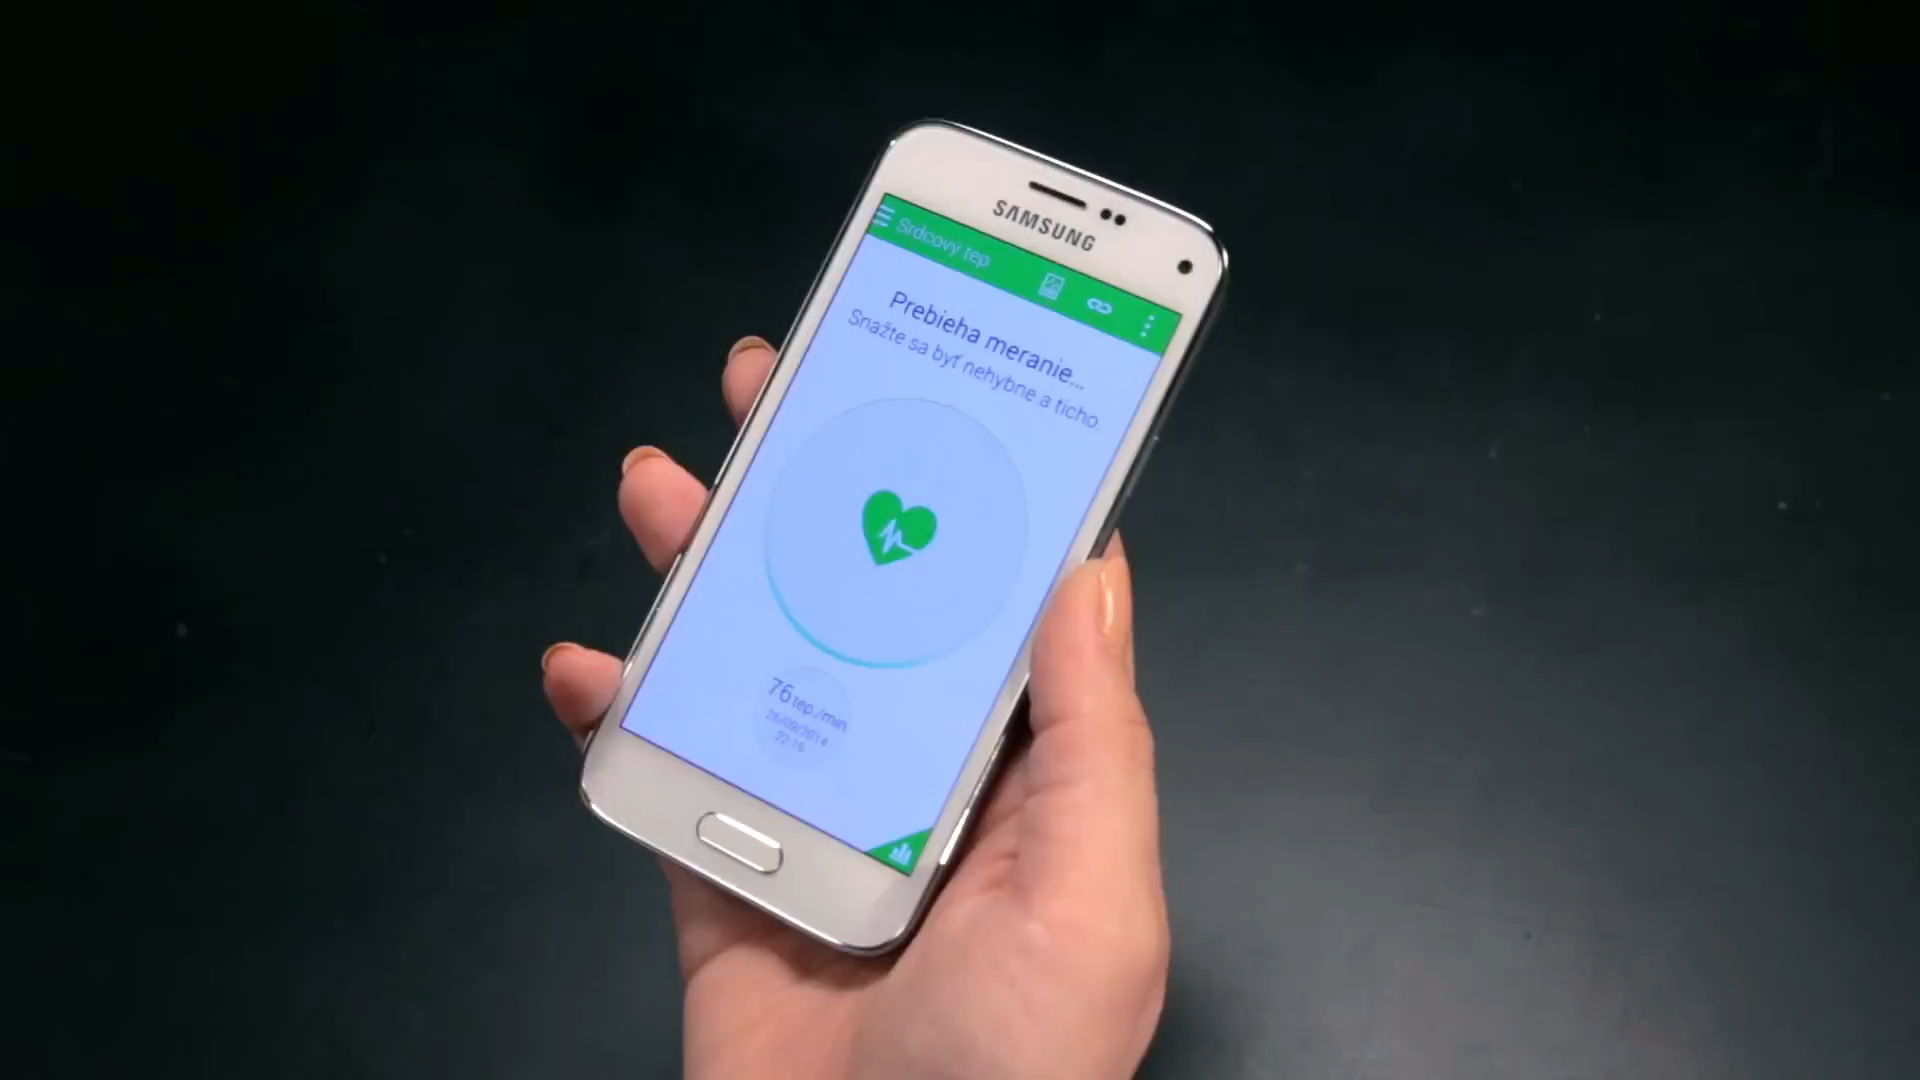 SAMSUNG
Srdcový tep
Prebieha meranie...
Snažte sa byť nehybne a ticho.
76 tep./min
26/09/2014
22:16